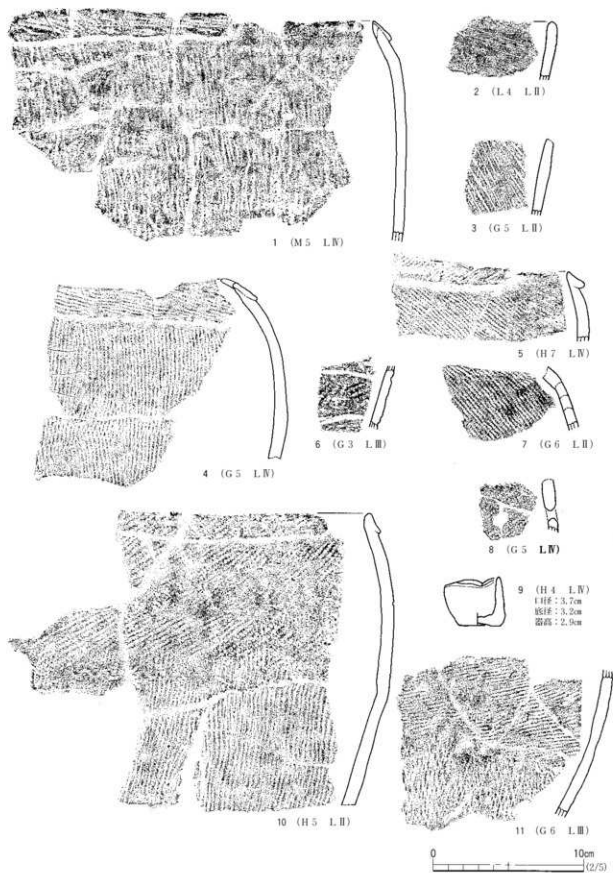 1 (M5 LⅣ)
2 (L4 LⅡ)
3 (G5 LⅡ)
4 (G5 LⅣ)
5 (H7 LⅣ)
6 (G3 LⅢ)
7 (G6 LⅡ)
8 (G5 LⅣ)
9 (H4 LⅣ)
口径：3.7㎝
底径：3.2㎝
器高：2.9㎝
10 (H5 LⅡ)
11 (G6 LⅢ)
0 10㎝
(2/5)